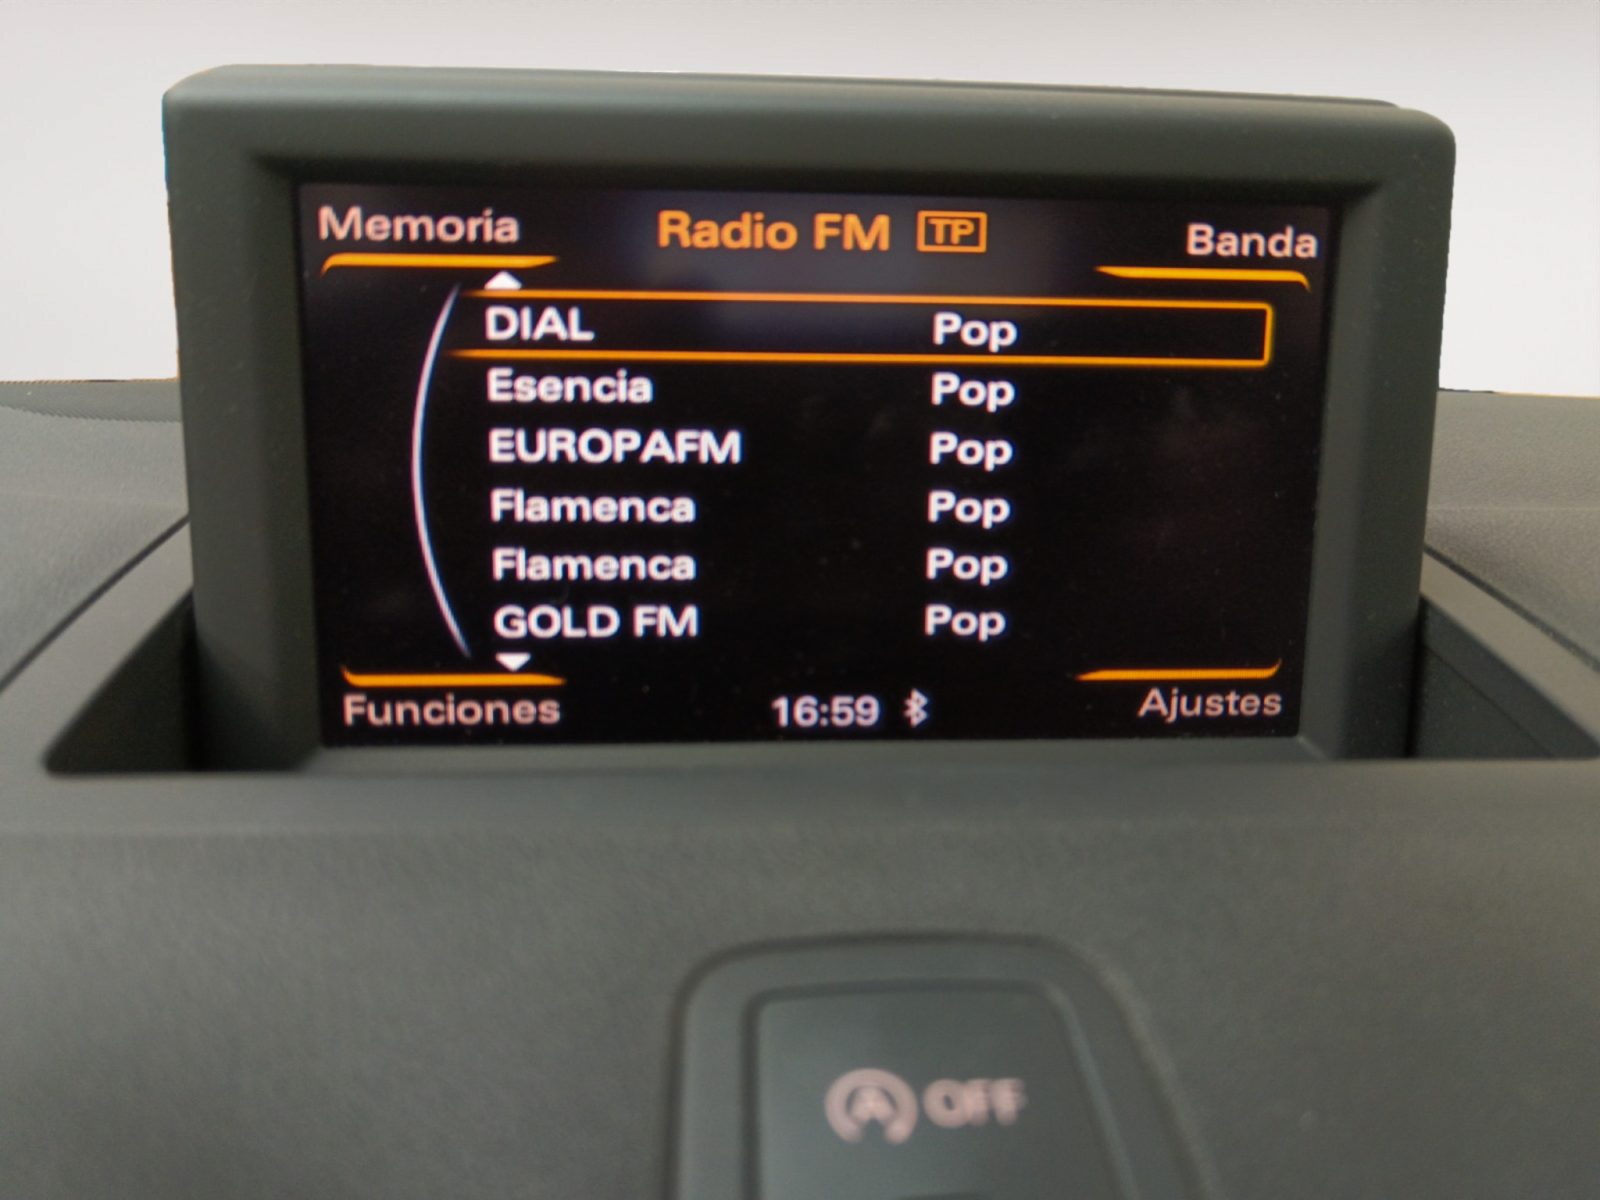 Memoria Radio FM TP Banda
DIAL Pop
Esencia Pop
EUROPAFM Pop
Flamenca Pop
Flamenca Pop
GOLD FM Pop
Funciones 16:59 Ajustes
A OFF